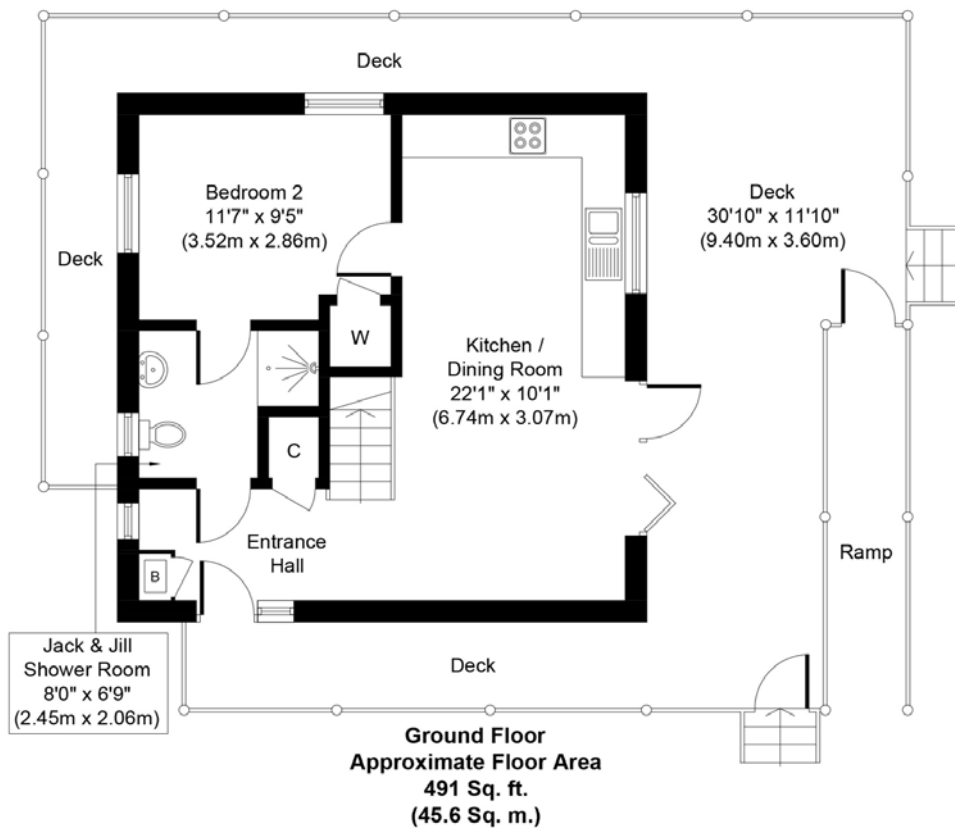 Deck
Bedroom 2
11'7" x 9'5"
(3.52m x 2.86m)
Deck
30'10" x 11'10"
(9.40m x 3.60m)
Deck
W
Kitchen /
Dining Room
22'1" x 10'1"
(6.74m x 3.07m)
C
Entrance
Hall
Ramp
B
Jack & Jill
Shower Room
8'0" x 6'9"
(2.45m x 2.06m)
Deck
Ground Floor
Approximate Floor Area
491 Sq. ft.
(45.6 Sq. m.)